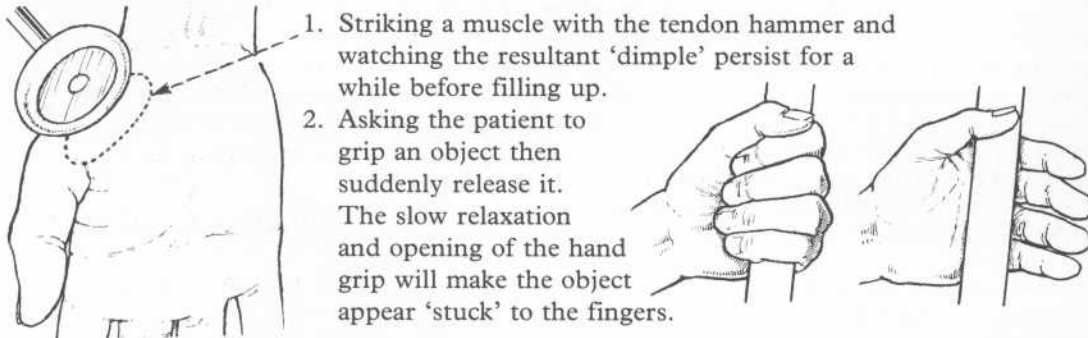 1. Striking a muscle with the tendon hammer and
watching the resultant ‘dimple’ persist for a
while before filling up.
2. Asking the patient to
grip an object then
suddenly release it.
The slow relaxation
and opening of the hand
grip will make the object
appear ‘stuck’ to the fingers.